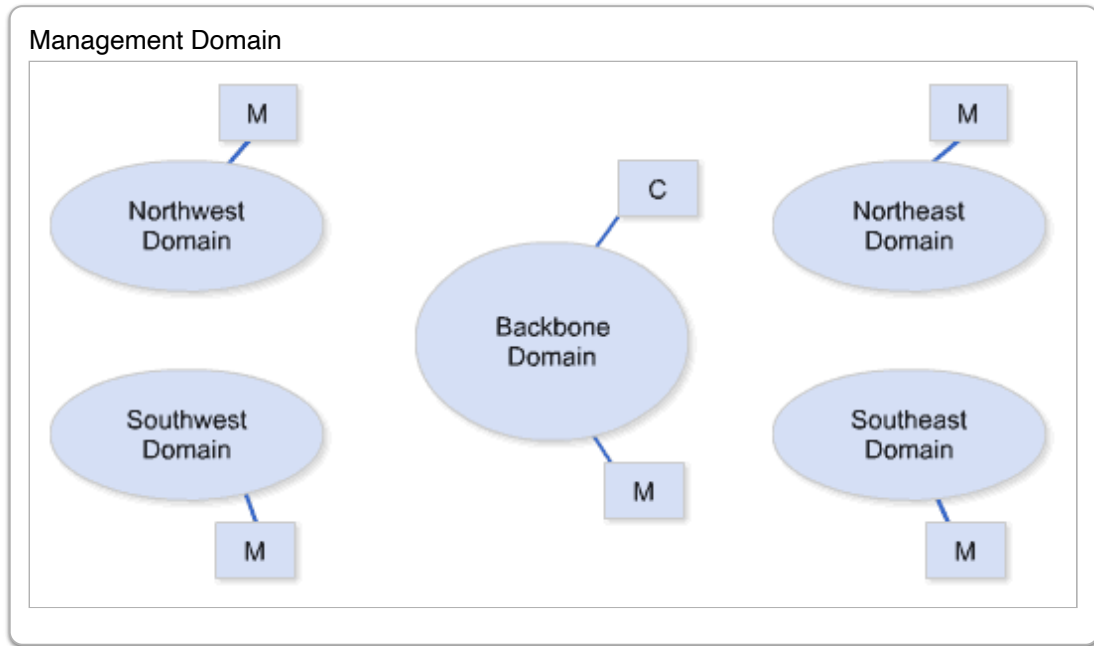 Management Domain
M
M
C
Northwest
Domain
Northeast
Domain
Backbone
Domain
Southwest
Domain
Southeast
Domain
M
M
M